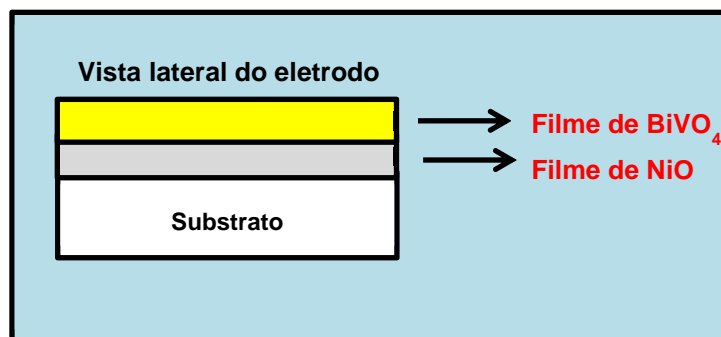 Vista lateral do eletrodo
Filme de BiVO₄
Filme de NiO
Substrato